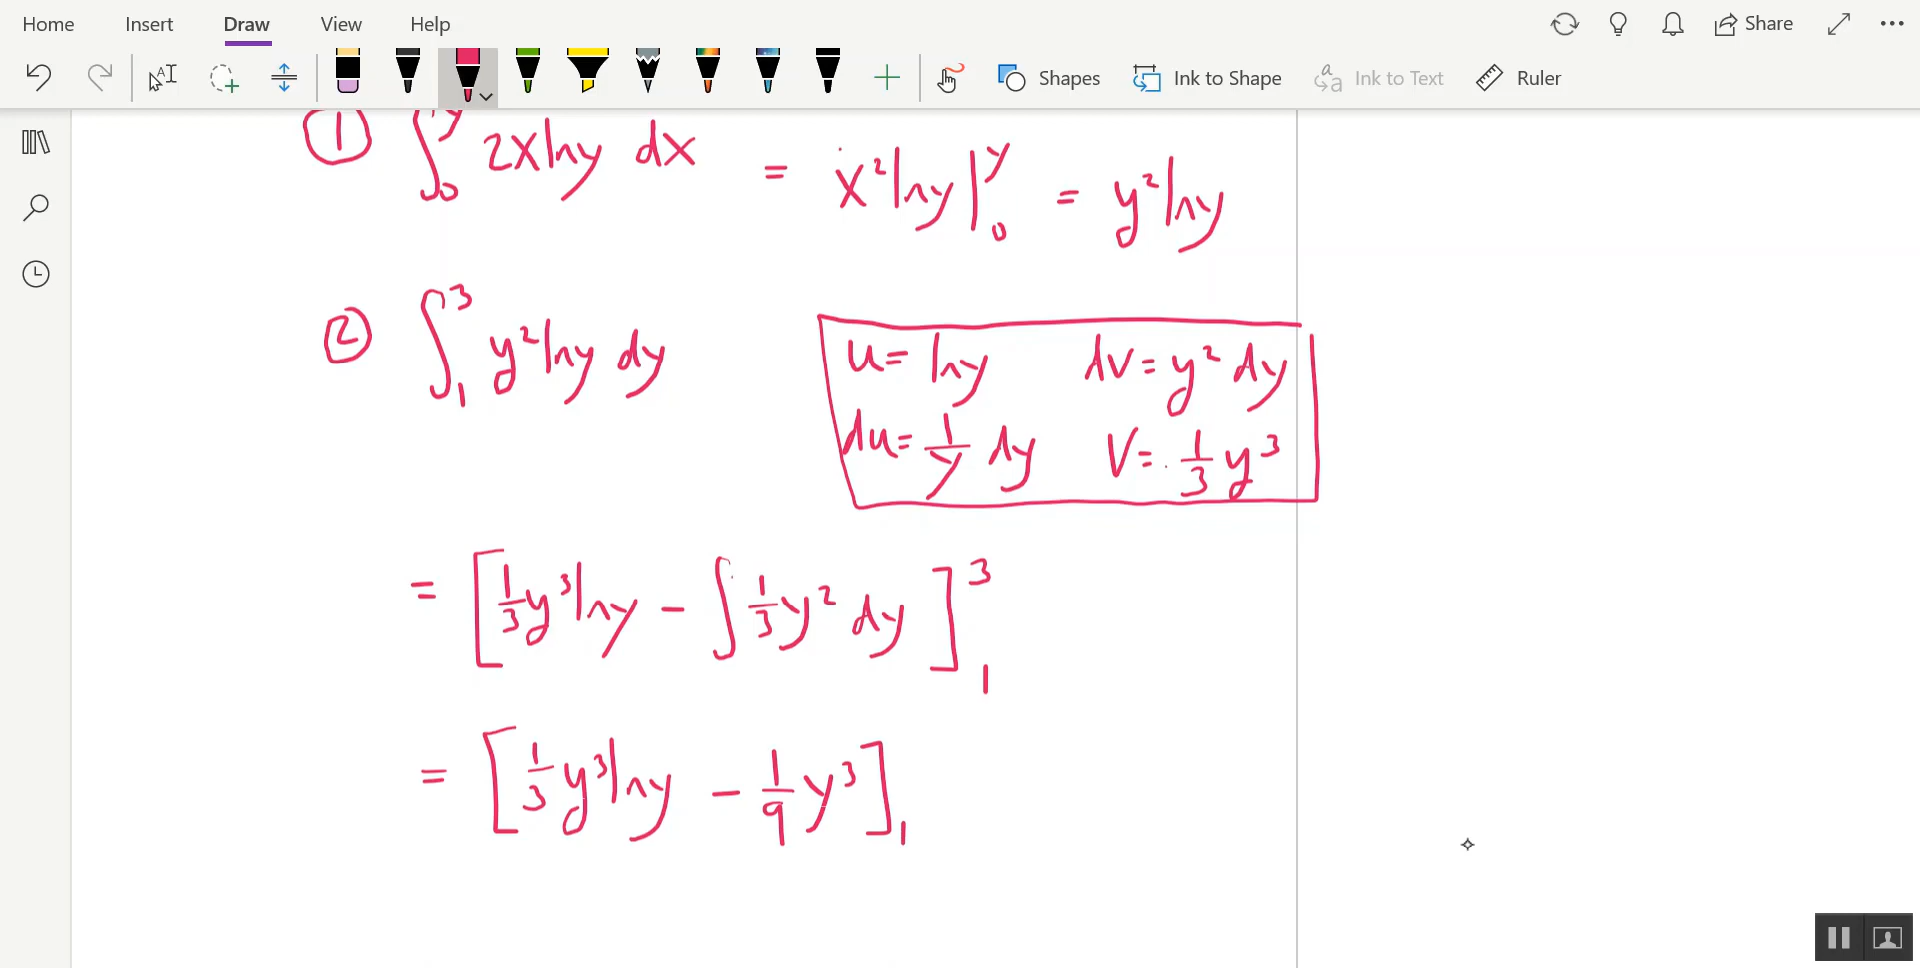 Home Insert Draw View Help Share
Shapes Ink to Shape Ink to Text Ruler
① ∫₀^y 2x ln y dx = x² ln y |₀^y = y² ln y
② ∫₁³ y² ln y dy
u = ln y dv = y² dy
du = 1/y dy v = 1/3 y³
= [1/3 y³ ln y − ∫ 1/3 y² dy]₁³
= [1/3 y³ ln y − 1/9 y³]₁